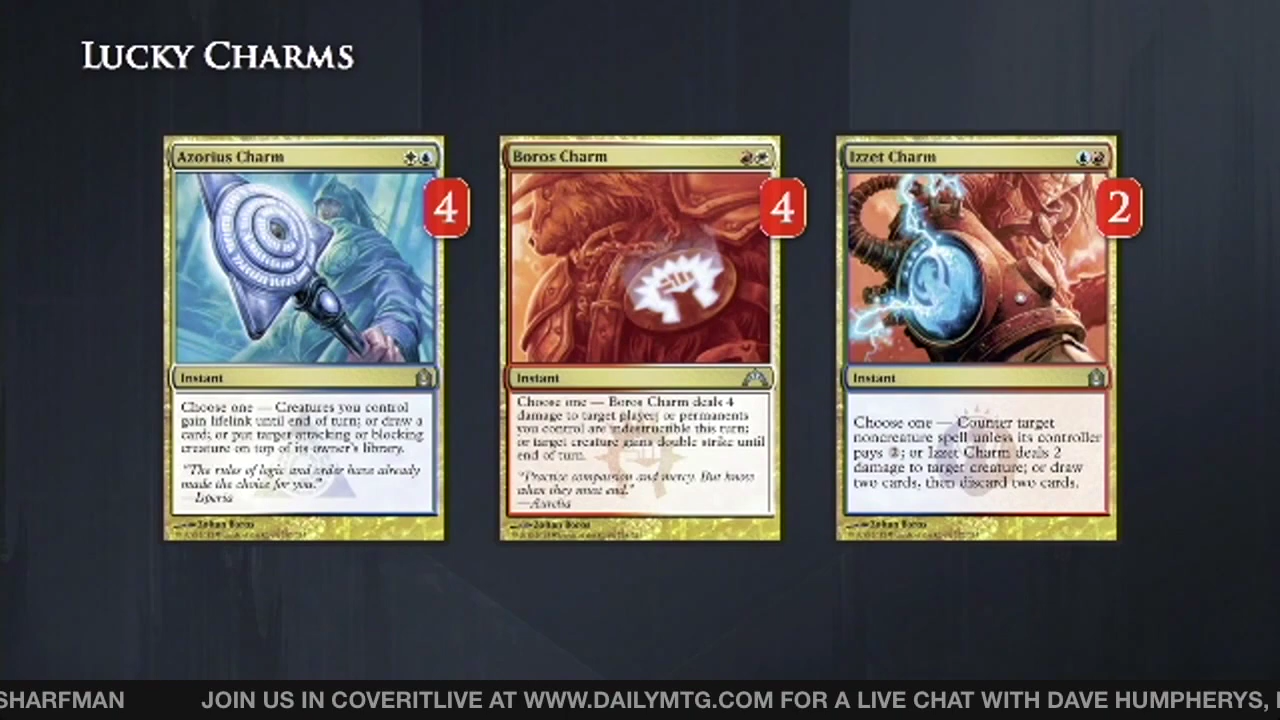 LUCKY CHARMS
Azorius Charm
4
Instant
Choose one — Creatures you control
gain lifelink until end of turn; or draw a
card; or put target attacking or blocking
creature on top of its owner's library.
"The rules of logic and order have already
made the choice for you."
—Isperia
Zoltan Boros
Boros Charm
4
Instant
Choose one — Boros Charm deals 4
damage to target player; or permanents
you control are indestructible this turn;
or target creature gains double strike until
end of turn.
"Practice compassion and mercy. But know
when they must end."
—Aurelia
Zoltan Boros
Izzet Charm
2
Instant
Choose one — Counter target
noncreature spell unless its controller
pays 2; or Izzet Charm deals 2
damage to target creature; or draw
two cards, then discard two cards.
Zoltan Boros
SHARFMAN JOIN US IN COVERITLIVE AT WWW.DAILYMTG.COM FOR A LIVE CHAT WITH DAVE HUMPHERYS,